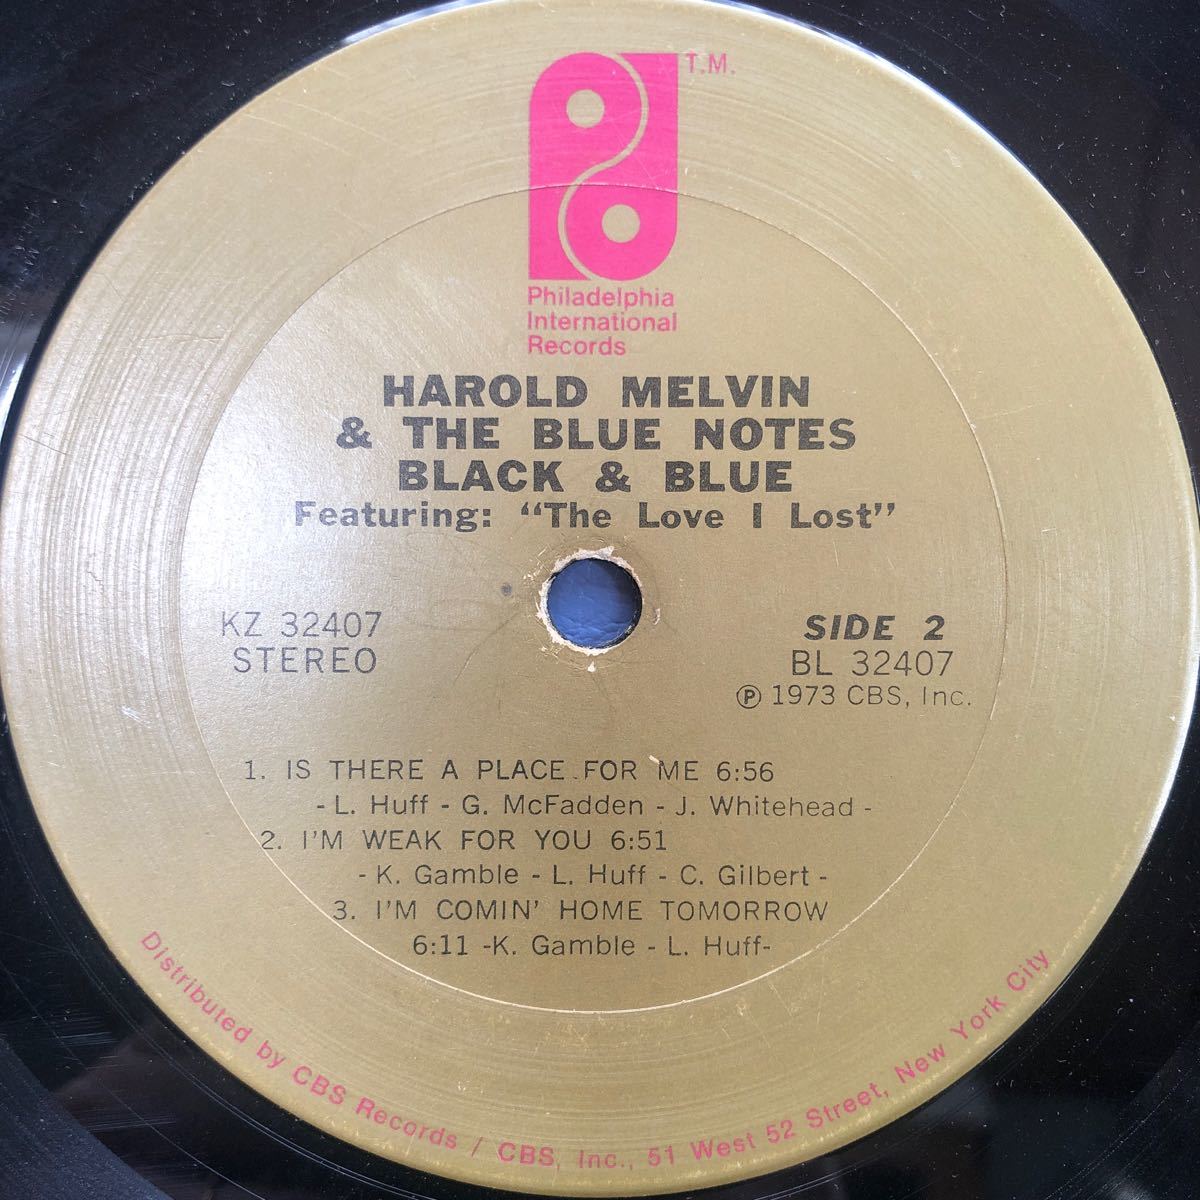 T.M.
Philadelphia
International
Records
HAROLD MELVIN
& THE BLUE NOTES
BLACK & BLUE
Featuring: “The Love I Lost”
KZ 32407
STEREO
SIDE 2
BL 32407
℗ 1973 CBS, Inc.
1. IS THERE A PLACE FOR ME 6:56
- L. Huff - G. McFadden - J. Whitehead -
2. I'M WEAK FOR YOU 6:51
- K. Gamble - L. Huff - C. Gilbert -
3. I'M COMIN' HOME TOMORROW
6:11 -K. Gamble - L. Huff-
Distributed by CBS Records / CBS, Inc., 51 West 52 Street, New York City